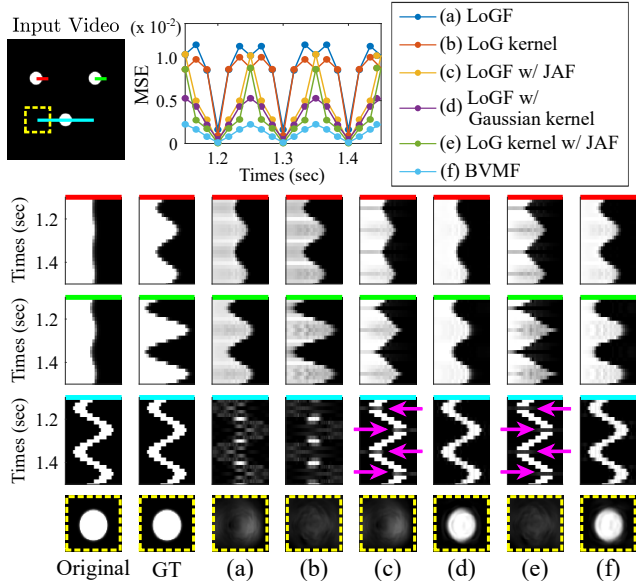 Input Video
(x 10⁻²)
MSE
1.0
0.5
0
1.2
1.3
1.4
Times (sec)
(a) LoGF
(b) LoG kernel
(c) LoGF w/ JAF
(d) LoGF w/
Gaussian kernel
(e) LoG kernel w/ JAF
(f) BVMF
Times (sec)
1.2
1.4
Times (sec)
1.2
1.4
Times (sec)
1.2
1.4
Original GT (a) (b) (c) (d) (e) (f)